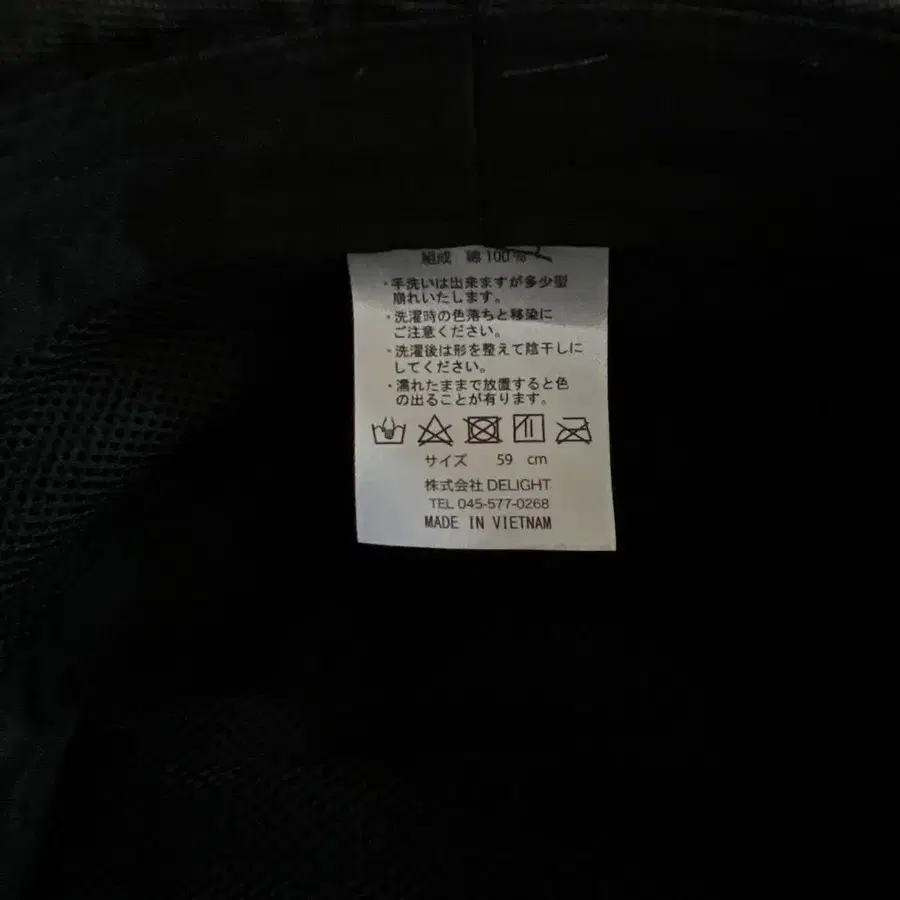 組成 綿100%
・手洗いは出来ますが多少型
崩れいたします。
・洗濯時の色落ちと移染に
ご注意ください。
・洗濯後は形を整えて陰干しに
してください。
・濡れたままで放置すると色
の出ることが有ります。
サイズ 59 cm
株式会社 DELIGHT
TEL 045-577-0268
MADE IN VIETNAM